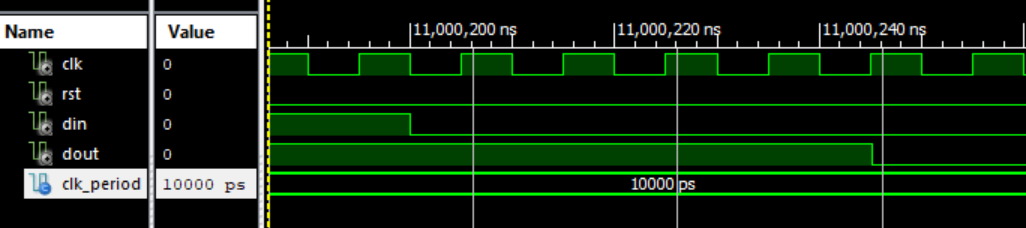 Name Value 11,000,200 ns 11,000,220 ns 11,000,240 ns
clk 0
rst 0
din 0
dout 0
clk_period 10000 ps 10000 ps